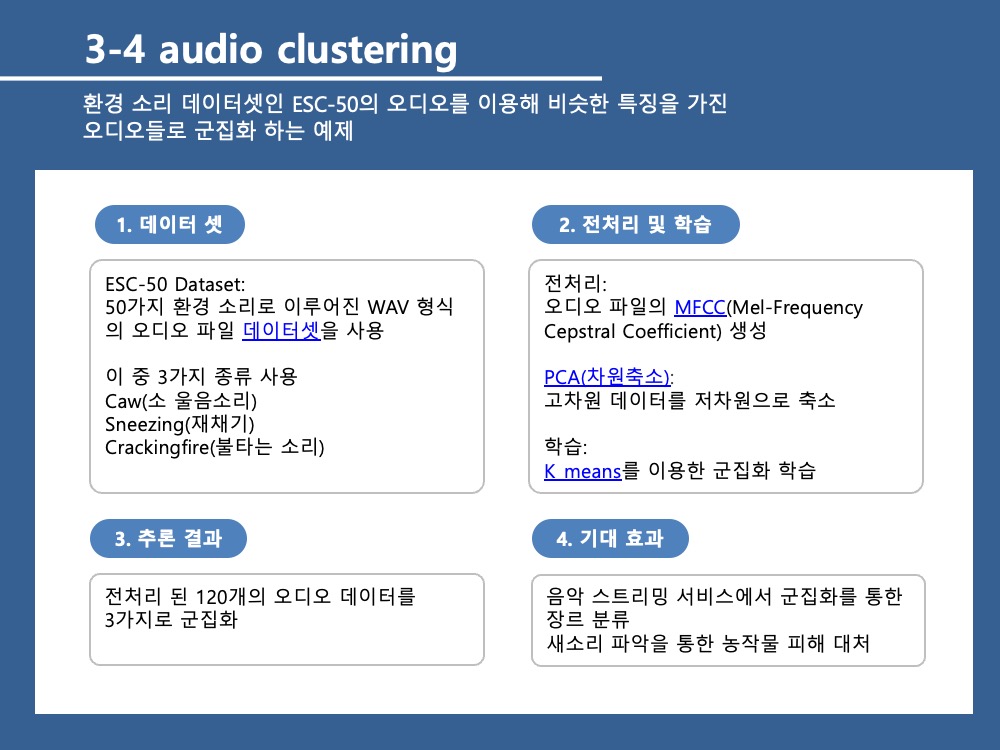 3-4 audio clustering
환경 소리 데이터셋인 ESC-50의 오디오를 이용해 비슷한 특징을 가진
오디오들로 군집화 하는 예제
1. 데이터 셋
ESC-50 Dataset:
50가지 환경 소리로 이루어진 WAV 형식
의 오디오 파일 데이터셋을 사용
이 중 3가지 종류 사용
Caw(소 울음소리)
Sneezing(재채기)
Crackingfire(불타는 소리)
2. 전처리 및 학습
전처리:
오디오 파일의 MFCC(Mel-Frequency
Cepstral Coefficient) 생성
PCA(차원축소):
고차원 데이터를 저차원으로 축소
학습:
K_means를 이용한 군집화 학습
3. 추론 결과
전처리 된 120개의 오디오 데이터를
3가지로 군집화
4. 기대 효과
음악 스트리밍 서비스에서 군집화를 통한
장르 분류
새소리 파악을 통한 농작물 피해 대처